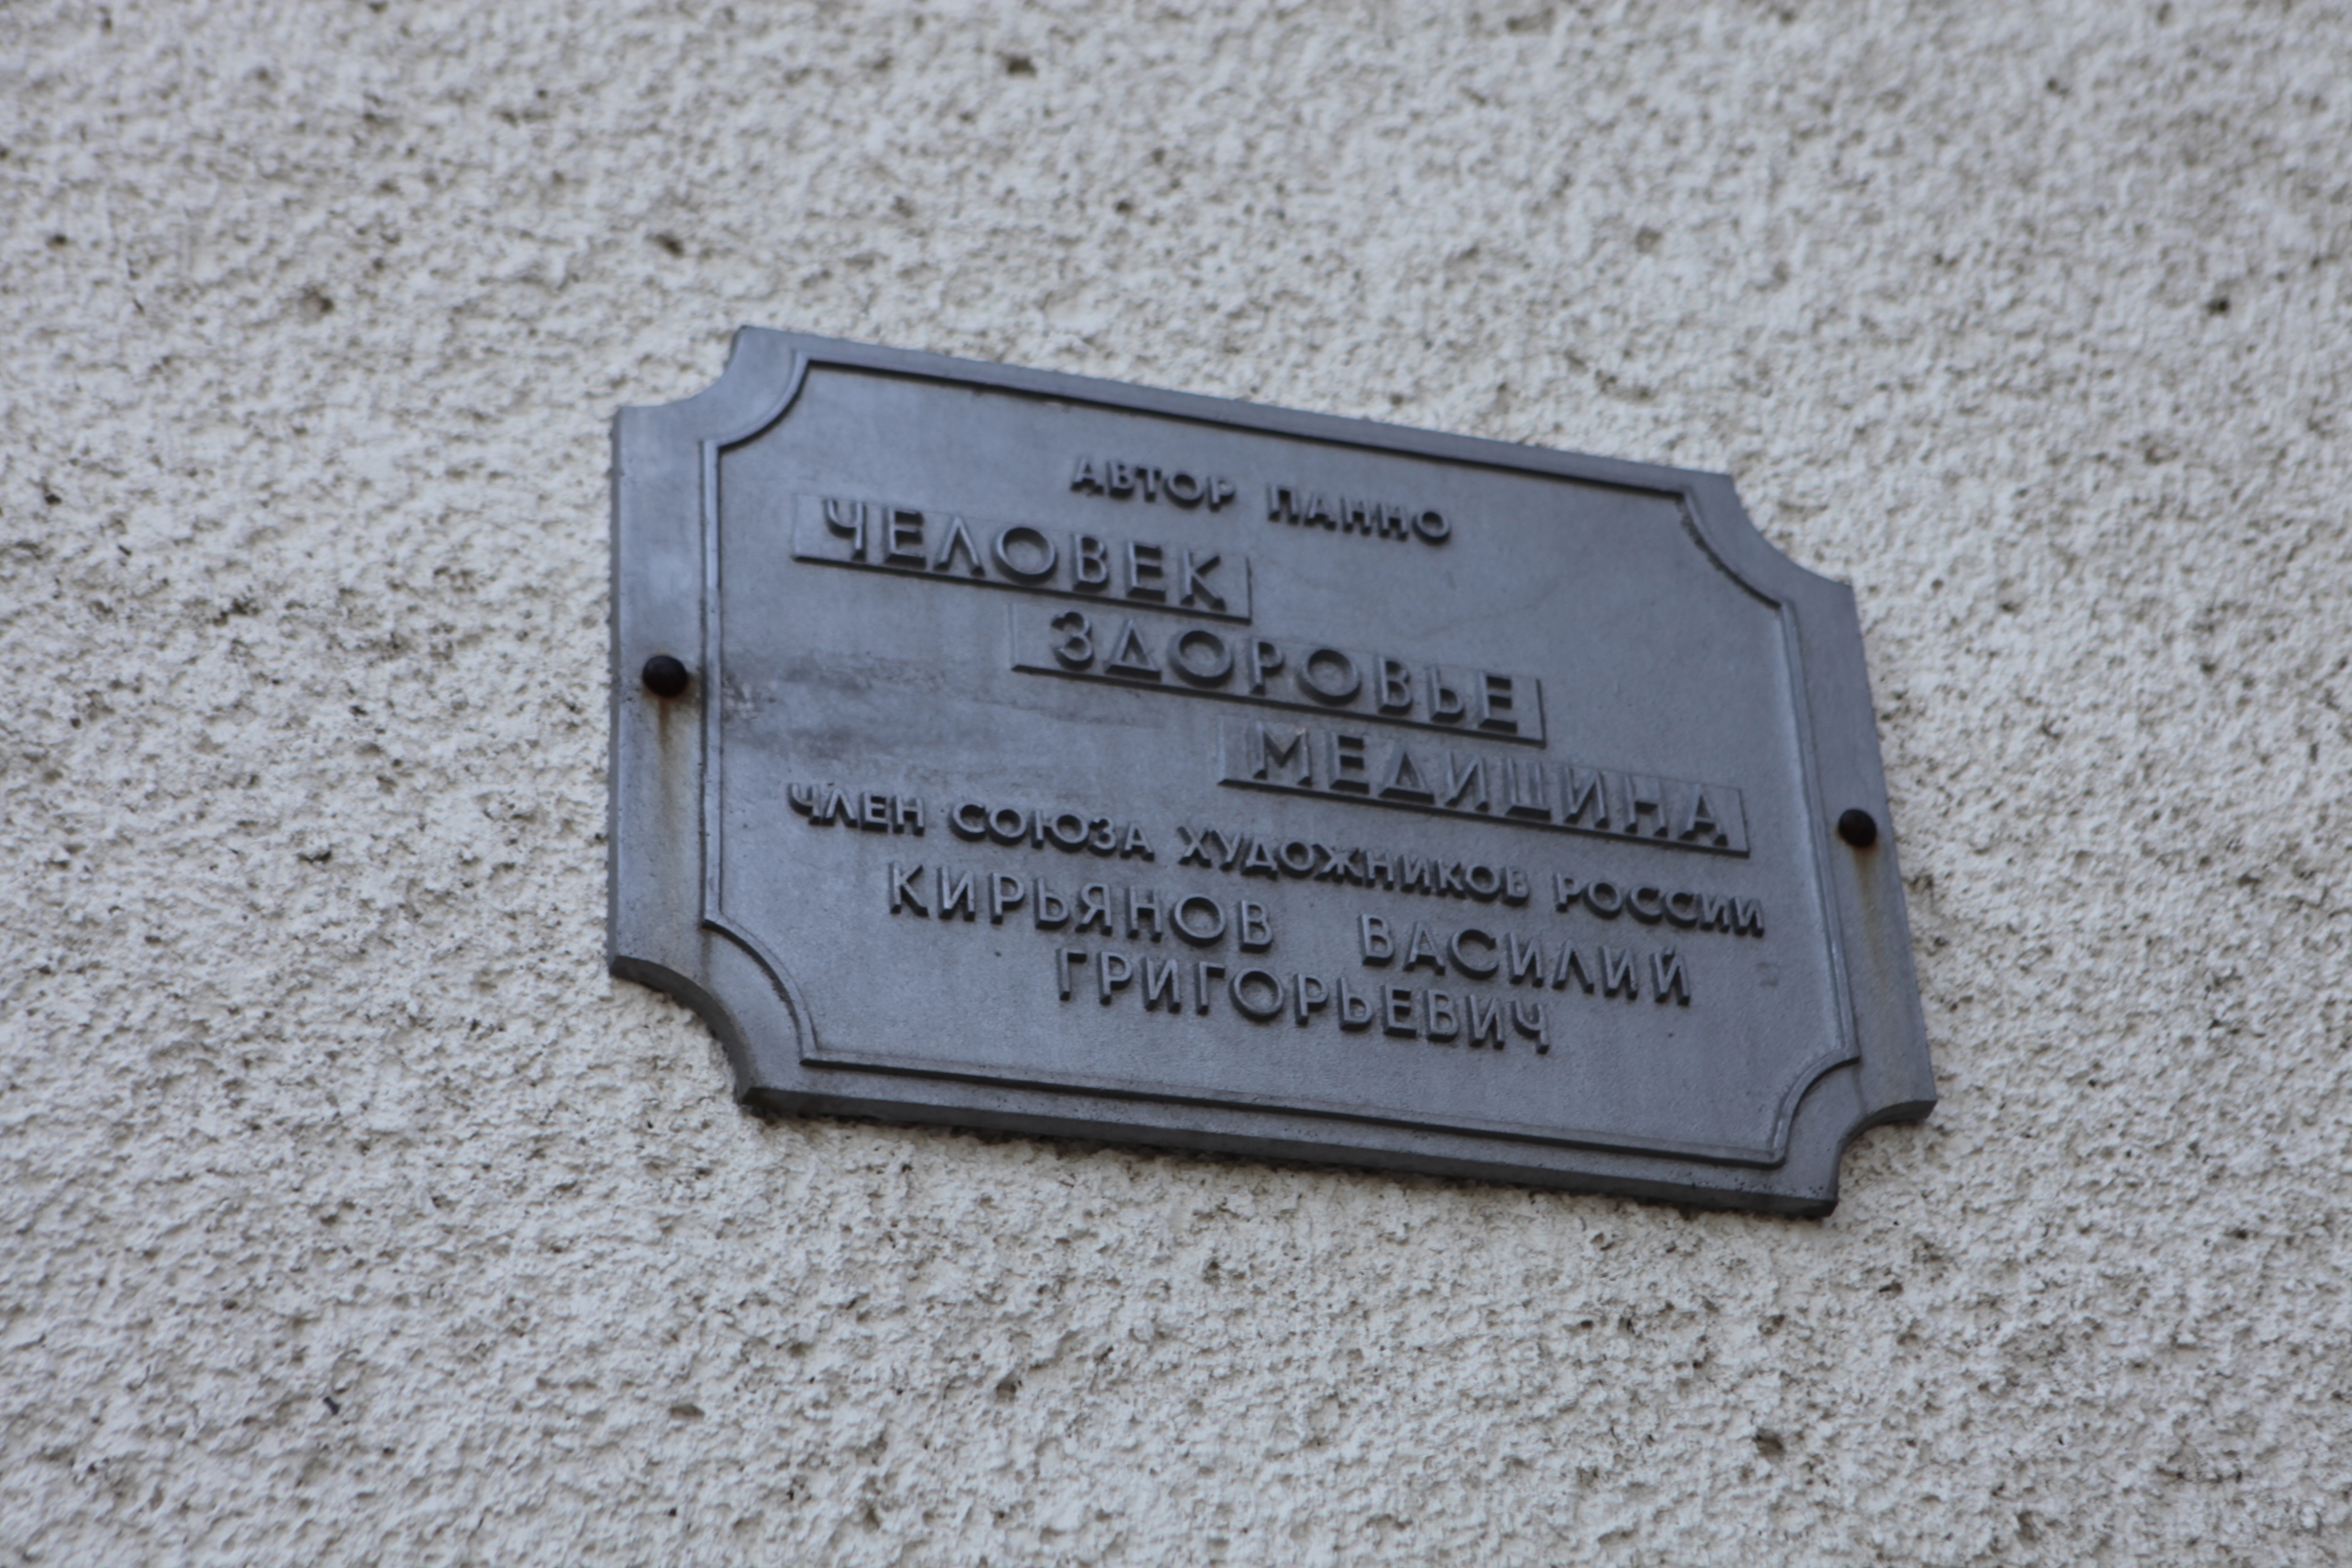 АВТОР ПАННО
ЧЕЛОВЕК
ЗДОРОВЬЕ
МЕДИЦИНА
ЧЛЕН СОЮЗА ХУДОЖНИКОВ РОССИИ
КИРЬЯНОВ ВАСИЛИЙ
ГРИГОРЬЕВИЧ